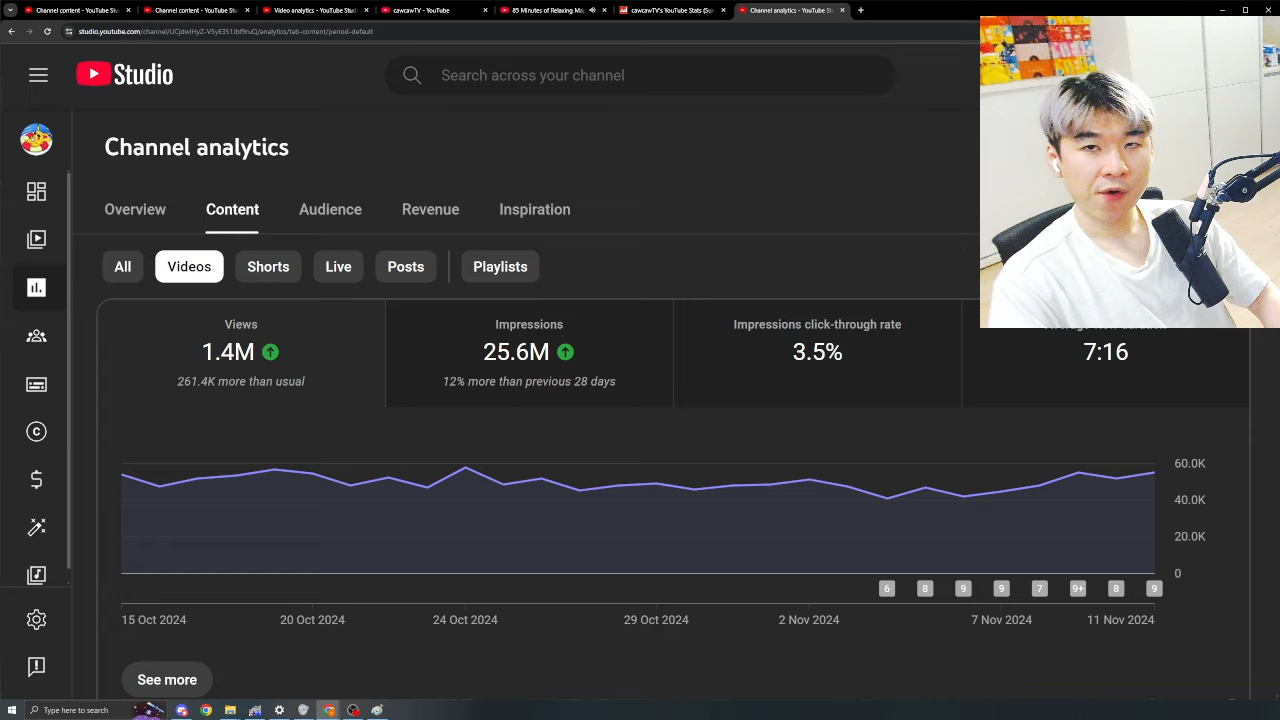 Channel content - YouTube Stu
Channel content - YouTube Stu
Video analytics - YouTube Studi
cawcawTV - YouTube
85 Minutes of Relaxing Ma
cawcawTV's YouTube Stats (Su
Channel analytics - YouTube St
Studio
Search across your channel
Channel analytics
Overview
Content
Audience
Revenue
Inspiration
All
Videos
Shorts
Live
Posts
Playlists
Views
Impressions
Impressions click-through rate
1.4M
25.6M
3.5%
7:16
261.4K more than usual
12% more than previous 28 days
60.0K
40.0K
20.0K
0
6
8
9
9
7
9+
8
9
15 Oct 2024
20 Oct 2024
24 Oct 2024
29 Oct 2024
2 Nov 2024
7 Nov 2024
11 Nov 2024
See more
Type here to search